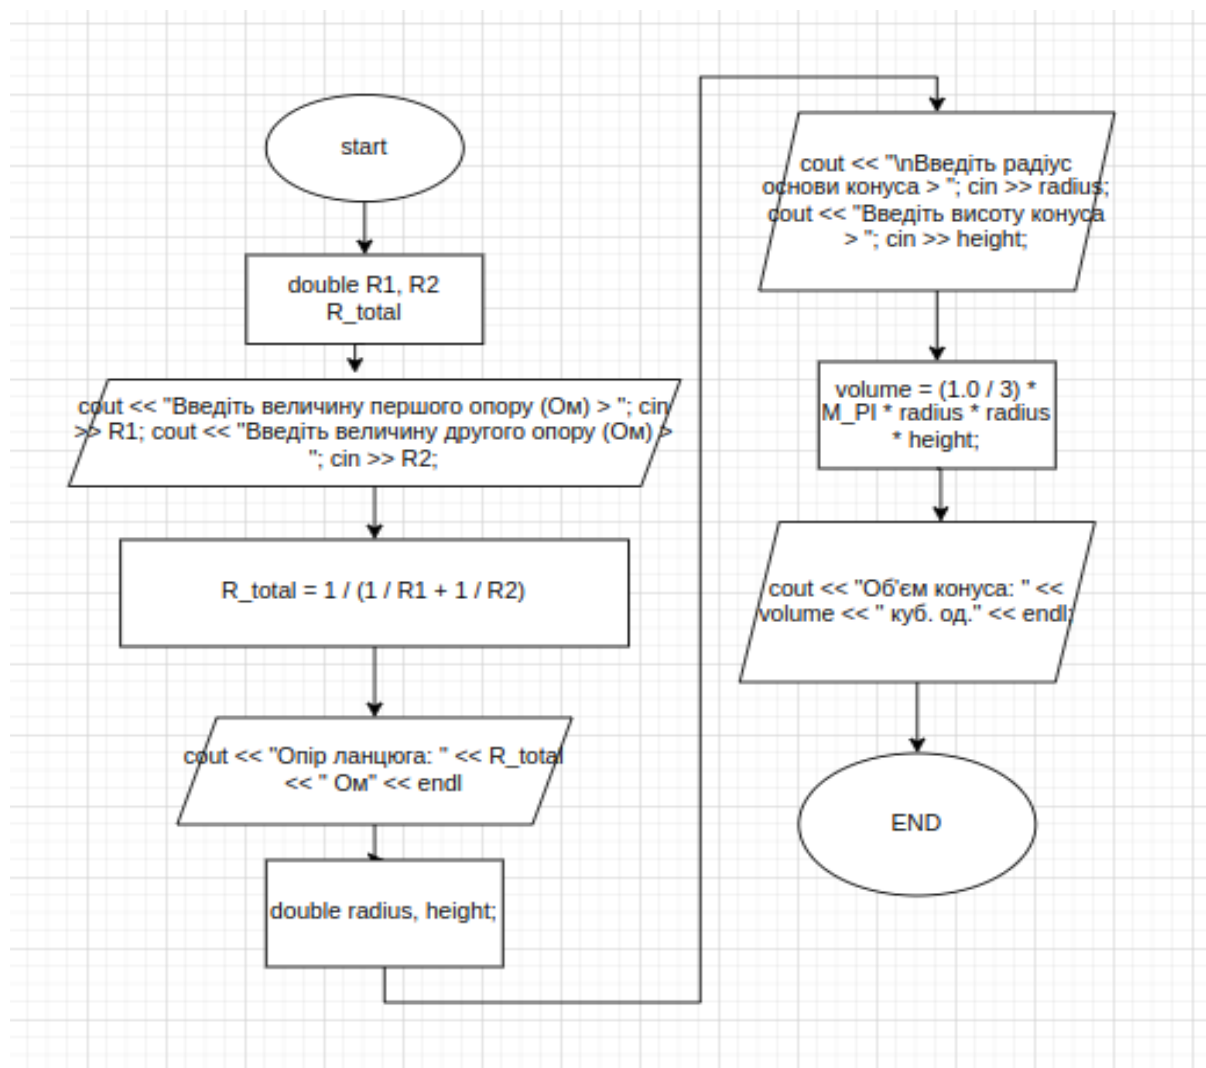 start
double R1, R2
R_total
cout << "Введіть величину першого опору (Ом) > "; cin
>> R1; cout << "Введіть величину другого опору (Ом) >
"; cin >> R2;
R_total = 1 / (1 / R1 + 1 / R2)
cout << "Опір ланцюга: " << R_total
<< " Ом" << endl
double radius, height;
cout << "\nВведіть радіус
основи конуса > "; cin >> radius;
cout << "Введіть висоту конуса
> "; cin >> height;
volume = (1.0 / 3) *
M_PI * radius * radius
* height;
cout << "Об'єм конуса: " <<
volume << " куб. од." << endl;
END